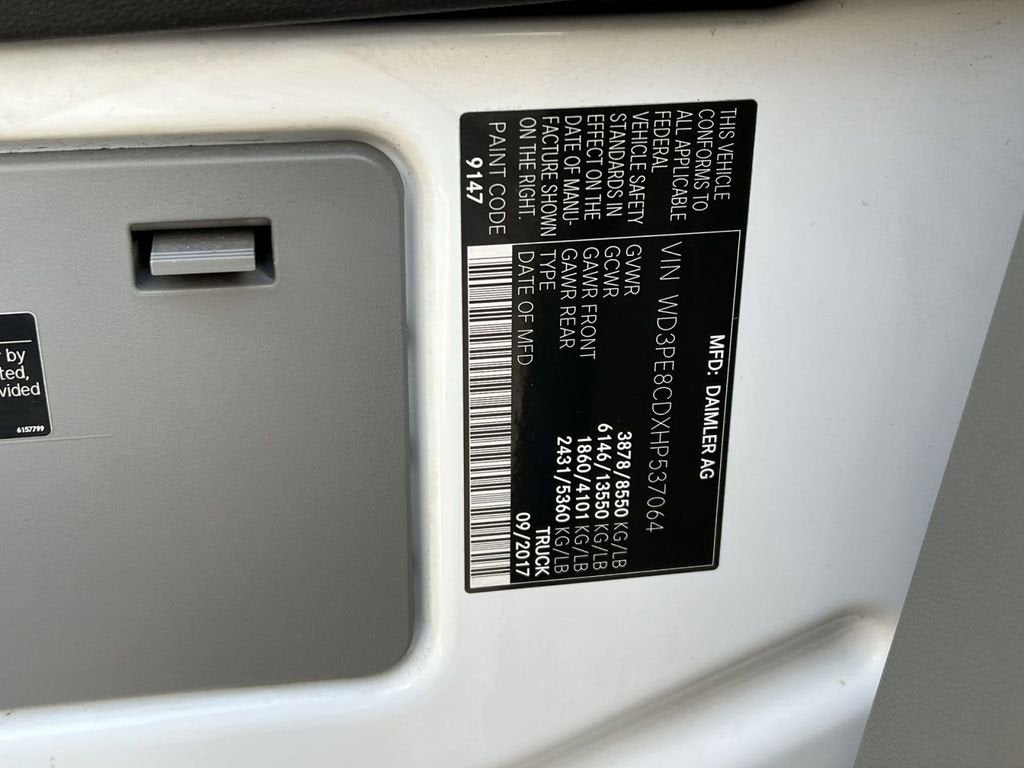 THIS VEHICLE
CONFORMS TO
ALL APPLICABLE
FEDERAL
VEHICLE SAFETY
STANDARDS IN
EFFECT ON THE
DATE OF MANU-
FACTURE SHOWN
ON THE RIGHT.
PAINT CODE
9147
MFD: DAIMLER AG
VIN WD3PE8CDXHP537064
GVWR 3878/8550 KG/LB
GCWR 6146/13550 KG/LB
GAWR FRONT 1860/4101 KG/LB
GAWR REAR 2431/5360 KG/LB
TYPE TRUCK
DATE OF MFD 09/2017
by
ted,
vided
6157799